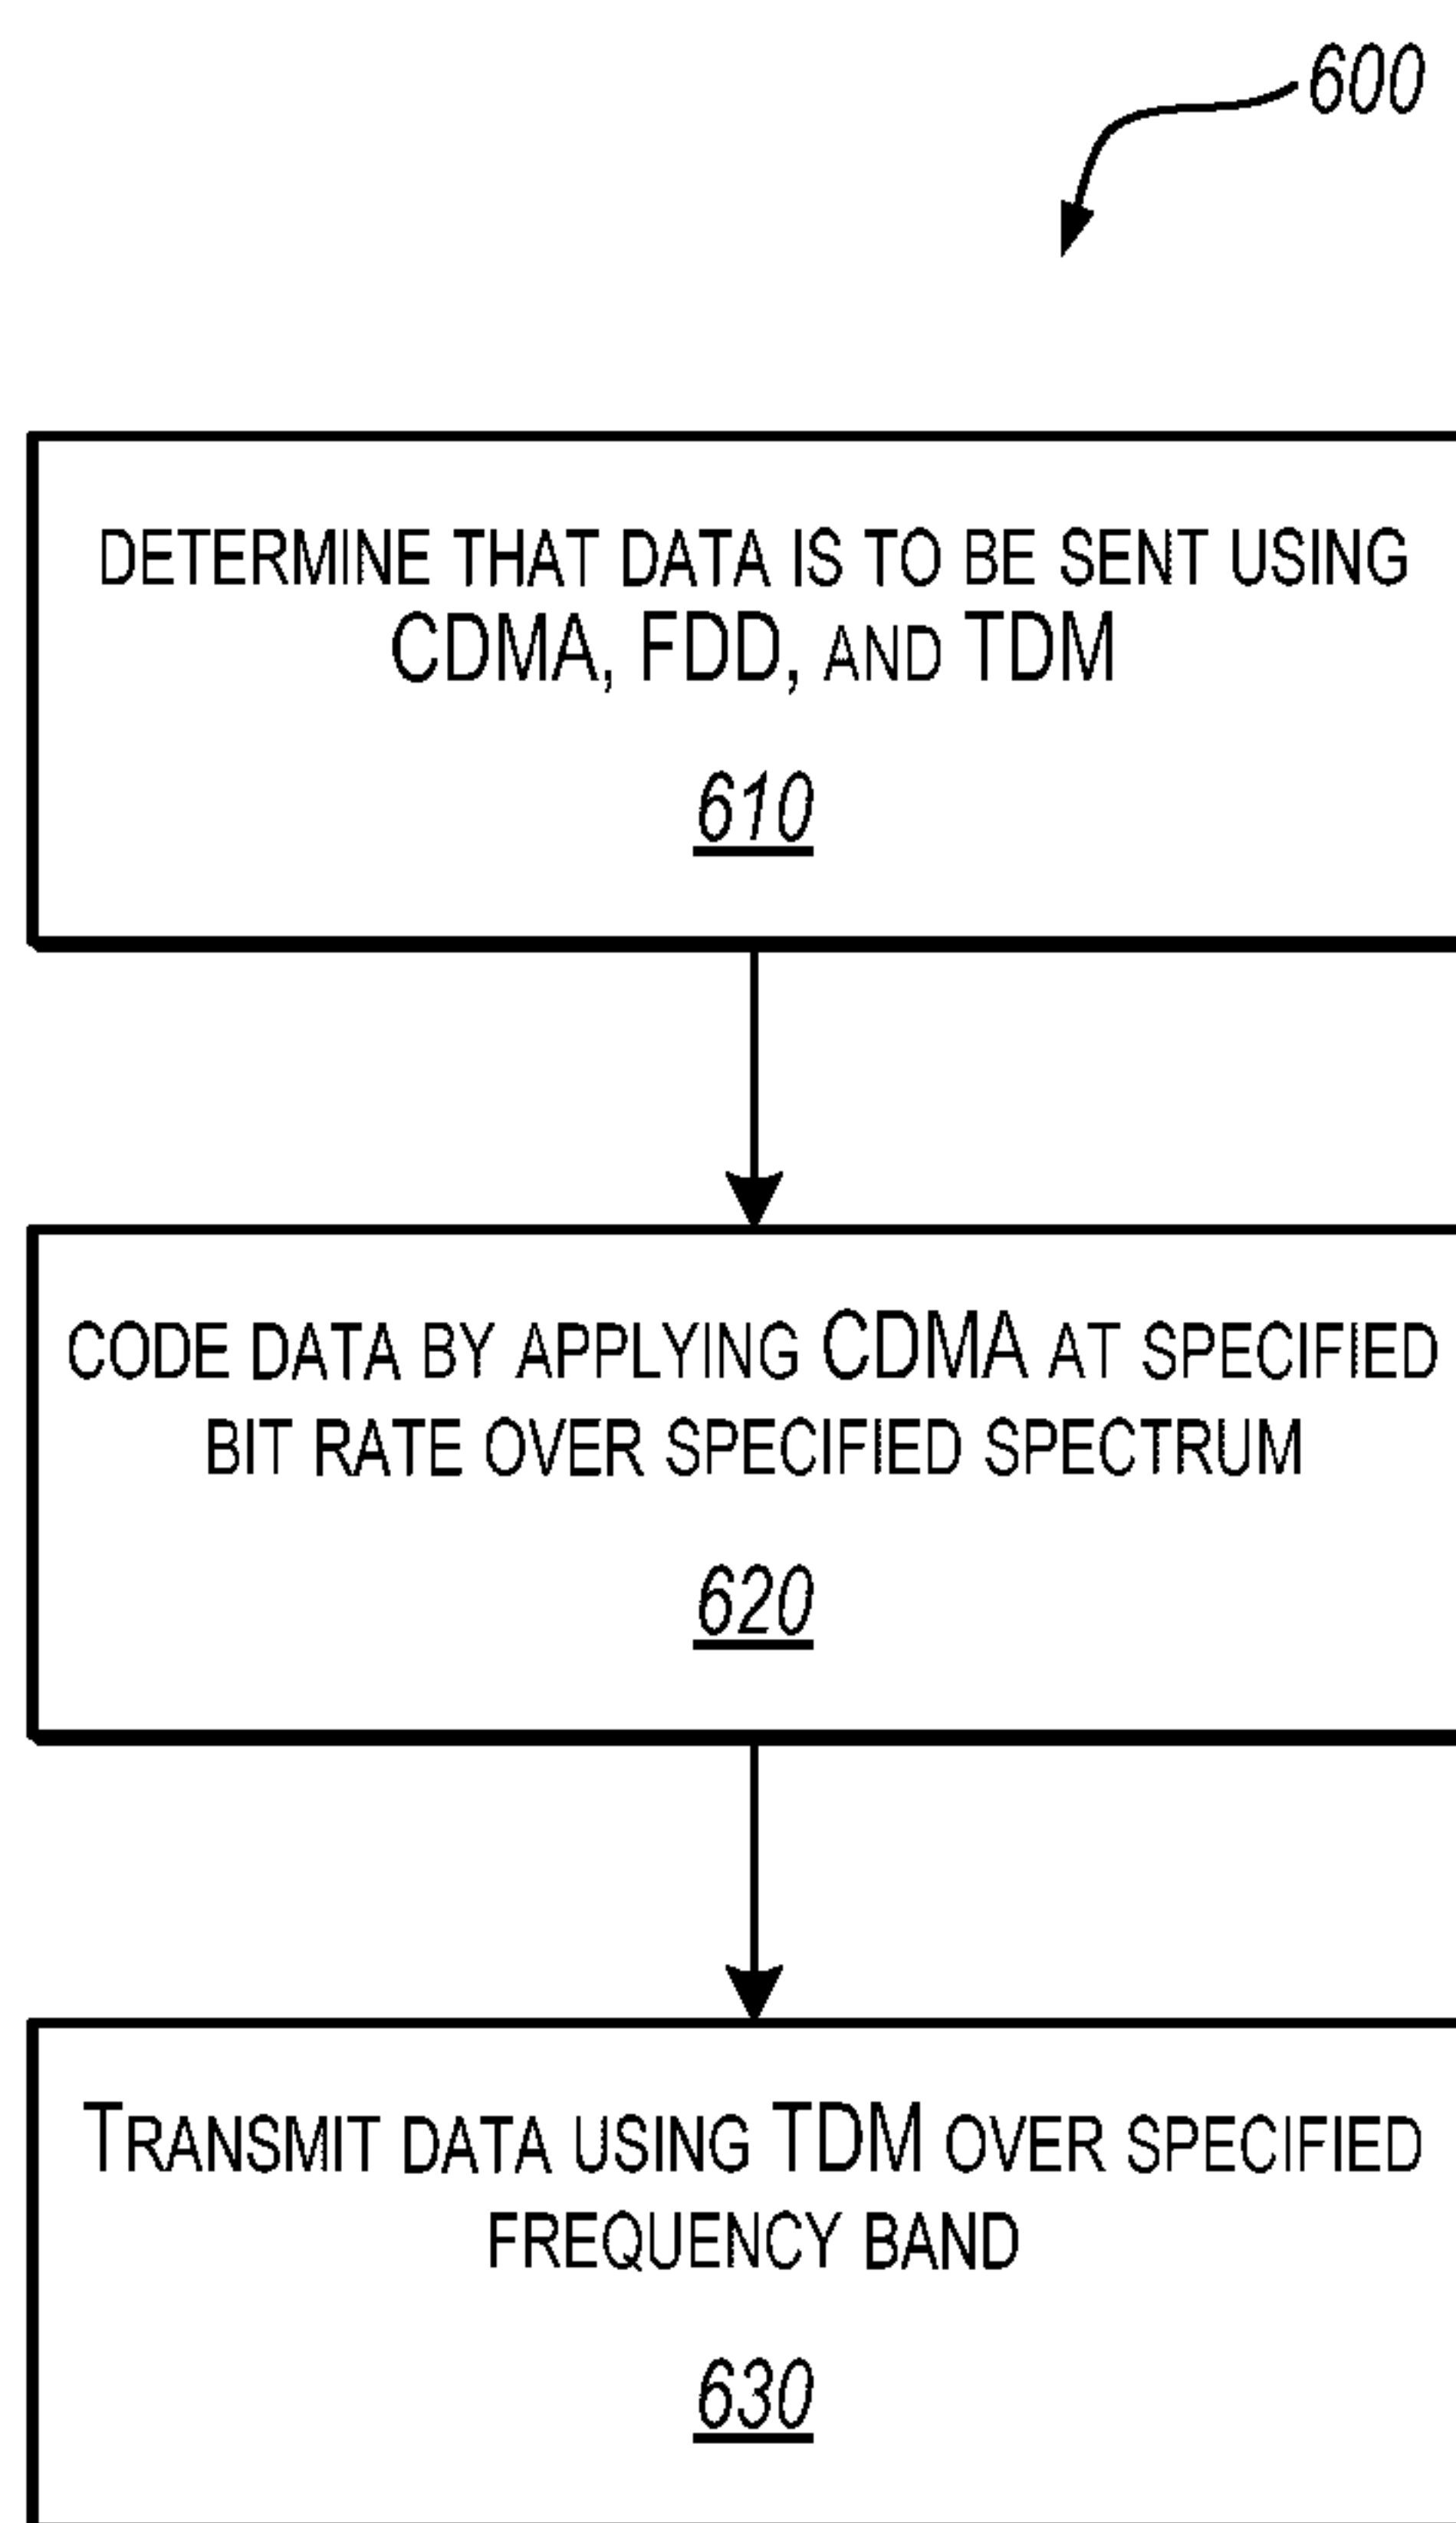 600
DETERMINE THAT DATA IS TO BE SENT USING
CDMA, FDD, AND TDM
610
CODE DATA BY APPLYING CDMA AT SPECIFIED
BIT RATE OVER SPECIFIED SPECTRUM
620
TRANSMIT DATA USING TDM OVER SPECIFIED
FREQUENCY BAND
630